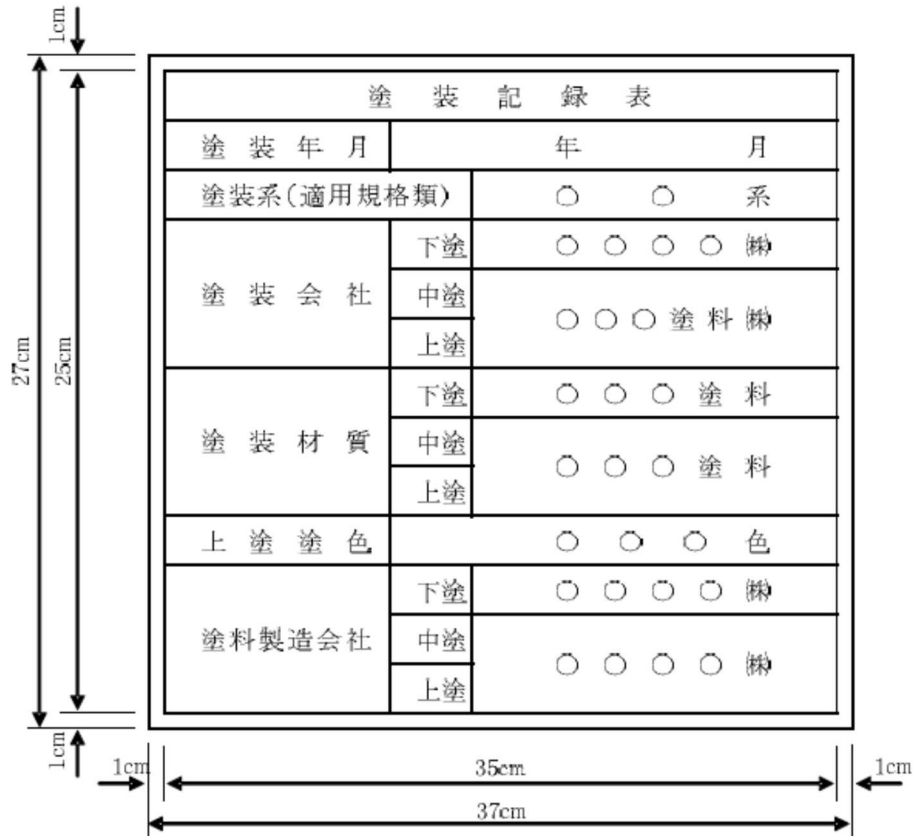 1cm
27cm
25cm
塗装記録表
塗装年月 年 月
塗装系(適用規格類) ○ ○ 系
塗装会社
下塗 ○○○○㈱
中塗
上塗
○○○塗料㈱
塗装材質
下塗 ○○○塗料
中塗
上塗
○○○塗料
上塗塗色 ○○○色
塗料製造会社
下塗 ○○○○㈱
中塗
上塗
○○○○㈱
1cm
1cm 35cm 1cm
37cm